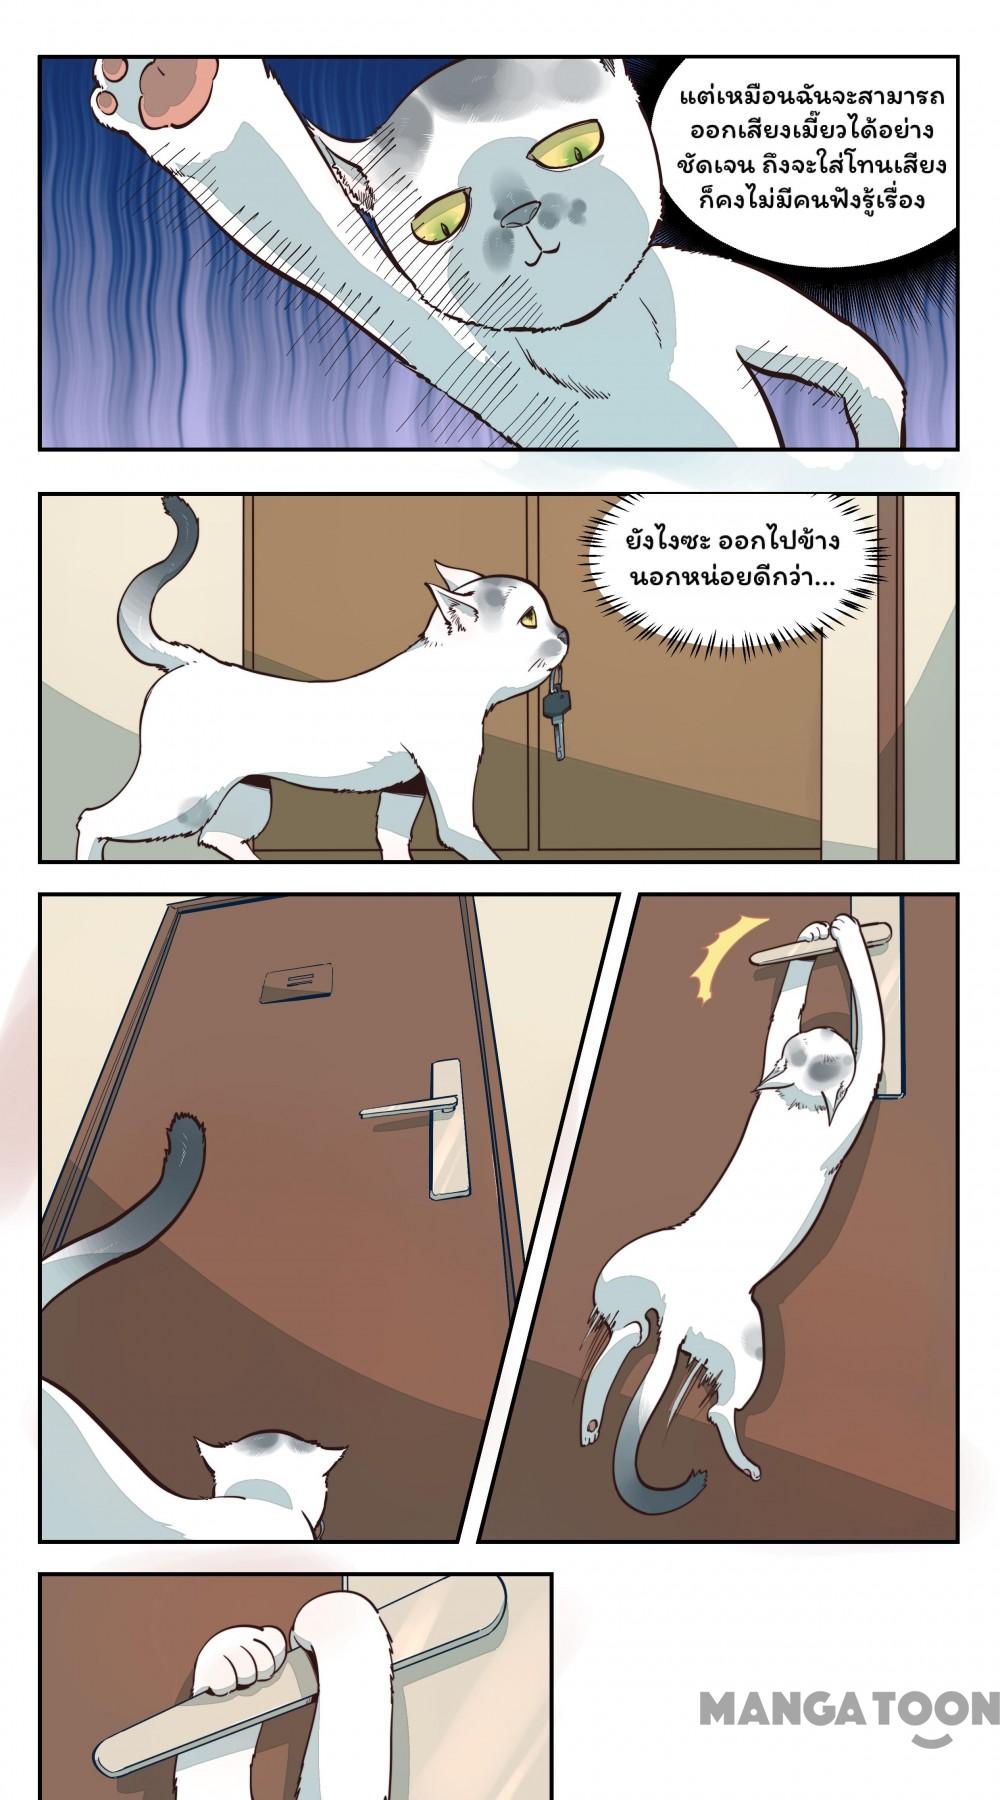 แต่เหมือนฉันจะสามารถ
ออกเสียงเมี๊ยวได้อย่าง
ชัดเจน ถึงจะใส่โทนเสียง
ก็คงไม่มีคนฟังรู้เรื่อง
ยังไงซะ ออกไปข้าง
นอกหน่อยดีกว่า...
MANGATOON